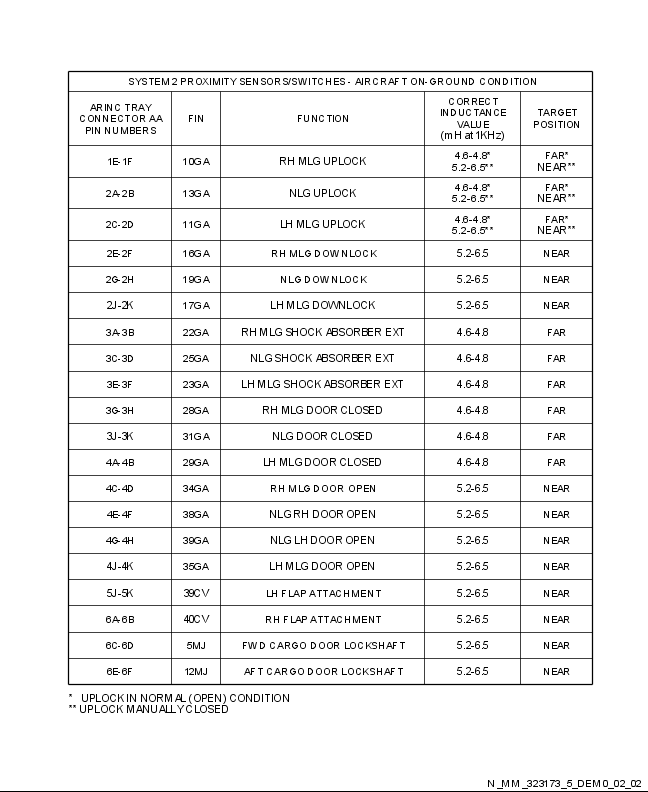 SYSTEM 2 PROXIMITY SENSORS/SWITCHES - AIRCRAFT ON-GROUND CONDITION
ARINC TRAY CONNECTOR AA PIN NUMBERS FIN FUNCTION CORRECT INDUCTANCE VALUE (mH at 1KHz) TARGET POSITION
1E-1F 10GA RH MLG UPLOCK 4.6-4.8* FAR*
5.2-6.5** NEAR**
2A-2B 13GA NLG UPLOCK 4.6-4.8* FAR*
5.2-6.5** NEAR**
2C-2D 11GA LH MLG UPLOCK 4.6-4.8* FAR*
5.2-6.5** NEAR**
2E-2F 16GA RH MLG DOWNLOCK 5.2-6.5 NEAR
2G-2H 19GA NLG DOWNLOCK 5.2-6.5 NEAR
2J-2K 17GA LH MLG DOWNLOCK 5.2-6.5 NEAR
3A-3B 22GA RH MLG SHOCK ABSORBER EXT 4.6-4.8 FAR
3C-3D 25GA NLG SHOCK ABSORBER EXT 4.6-4.8 FAR
3E-3F 23GA LH MLG SHOCK ABSORBER EXT 4.6-4.8 FAR
3G-3H 28GA RH MLG DOOR CLOSED 4.6-4.8 FAR
3J-3K 31GA NLG DOOR CLOSED 4.6-4.8 FAR
4A-4B 29GA LH MLG DOOR CLOSED 4.6-4.8 FAR
4C-4D 34GA RH MLG DOOR OPEN 5.2-6.5 NEAR
4E-4F 38GA NLG RH DOOR OPEN 5.2-6.5 NEAR
4G-4H 39GA NLG LH DOOR OPEN 5.2-6.5 NEAR
4J-4K 35GA LH MLG DOOR OPEN 5.2-6.5 NEAR
5J-5K 39CV LH FLAP ATTACHMENT 5.2-6.5 NEAR
6A-6B 40CV RH FLAP ATTACHMENT 5.2-6.5 NEAR
6C-6D 5MJ FWD CARGO DOOR LOCKSHAFT 5.2-6.5 NEAR
6E-6F 12MJ AFT CARGO DOOR LOCKSHAFT 5.2-6.5 NEAR
* UPLOCK IN NORMAL (OPEN) CONDITION
** UPLOCK MANUALLY CLOSED
N_MM_323173_5_DEM0_02_02